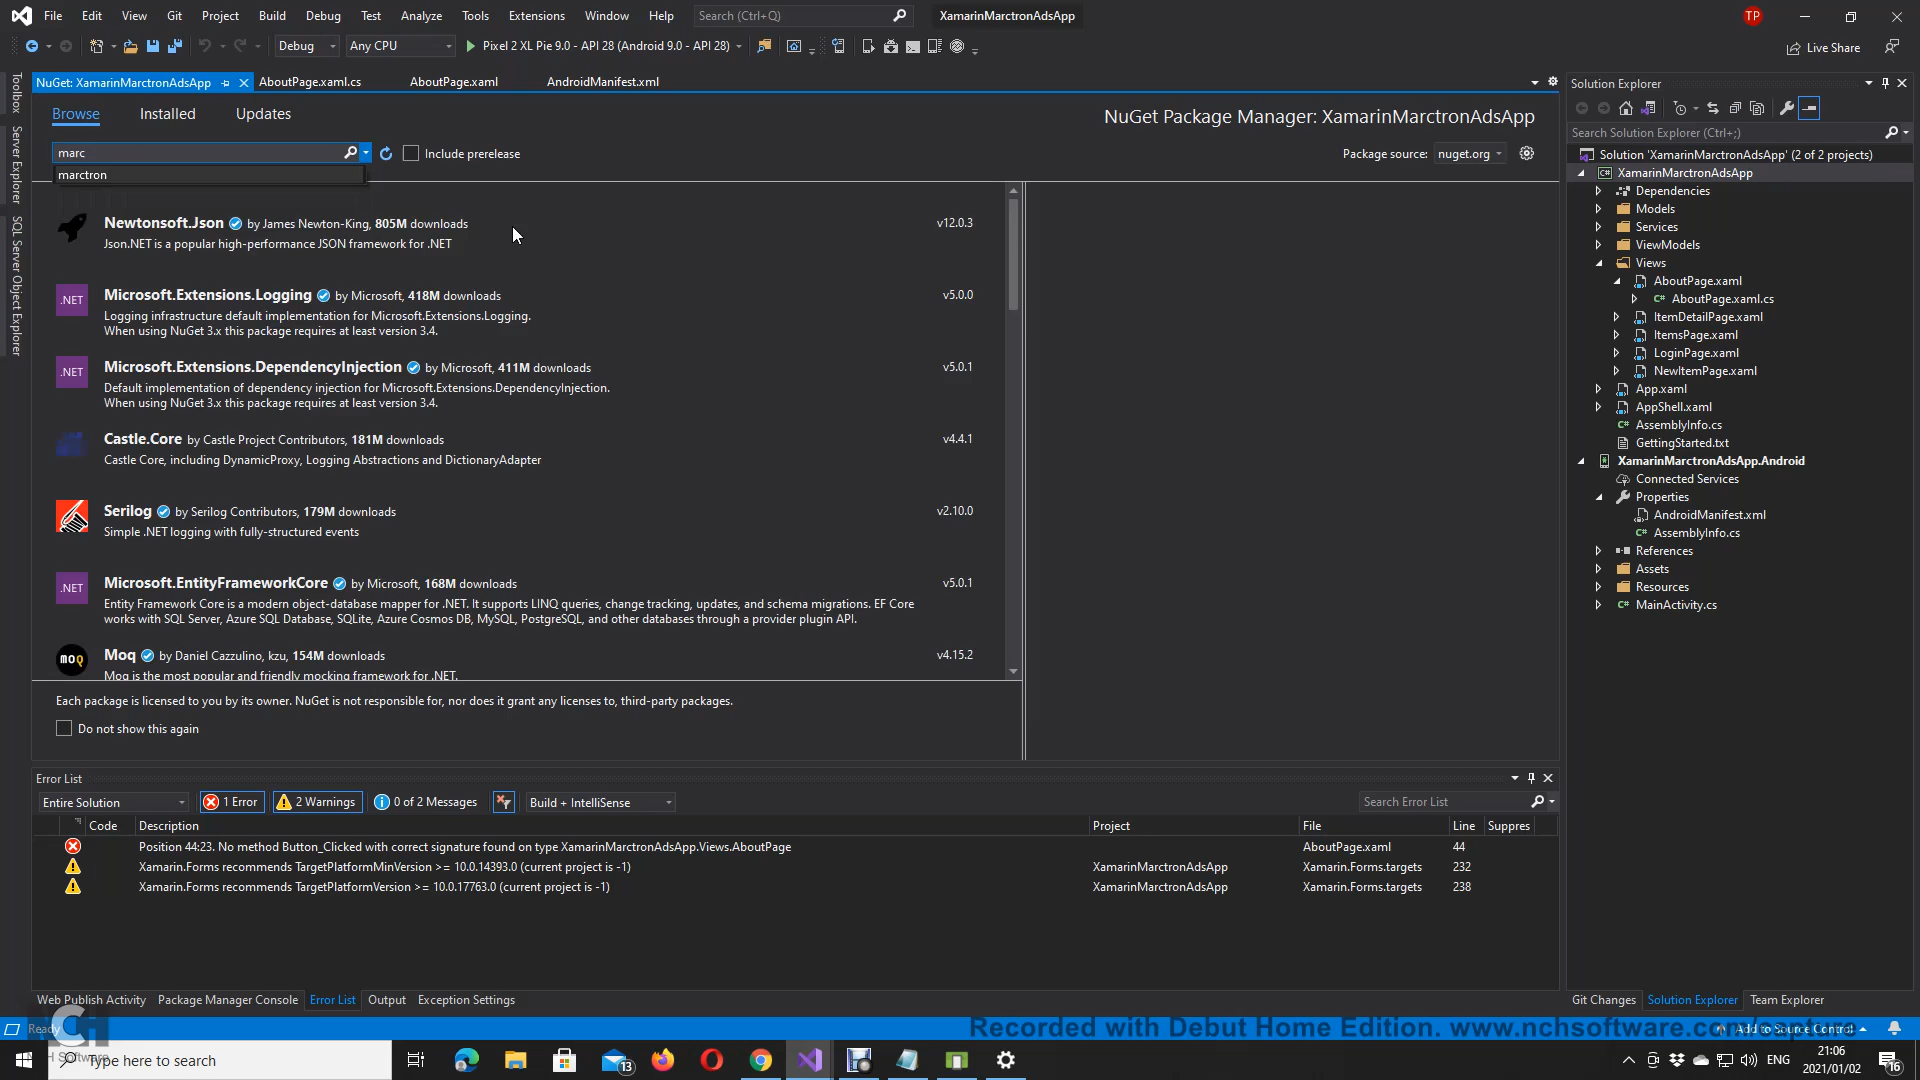 File Edit View Git Project Build Debug Test Analyze Tools Extensions Window Help Search (Ctrl+Q) XamarinMarctronAdsApp TP
Debug Any CPU Pixel 2 XL Pie 9.0 - API 28 (Android 9.0 - API 28) Live Share
NuGet: XamarinMarctronAdsApp AboutPage.xaml.cs AboutPage.xaml AndroidManifest.xml
Browse Installed Updates
NuGet Package Manager: XamarinMarctronAdsApp
marc Include prerelease Package source: nuget.org
marctron
Newtonsoft.Json by James Newton-King, 805M downloads v12.0.3
Json.NET is a popular high-performance JSON framework for .NET
.NET Microsoft.Extensions.Logging by Microsoft, 418M downloads v5.0.0
Logging infrastructure default implementation for Microsoft.Extensions.Logging.
When using NuGet 3.x this package requires at least version 3.4.
.NET Microsoft.Extensions.DependencyInjection by Microsoft, 411M downloads v5.0.1
Default implementation of dependency injection for Microsoft.Extensions.DependencyInjection.
When using NuGet 3.x this package requires at least version 3.4.
Castle.Core by Castle Project Contributors, 181M downloads v4.4.1
Castle Core, including DynamicProxy, Logging Abstractions and DictionaryAdapter
Serilog by Serilog Contributors, 179M downloads v2.10.0
Simple .NET logging with fully-structured events
.NET Microsoft.EntityFrameworkCore by Microsoft, 168M downloads v5.0.1
Entity Framework Core is a modern object-database mapper for .NET. It supports LINQ queries, change tracking, updates, and schema migrations. EF Core
works with SQL Server, Azure SQL Database, SQLite, Azure Cosmos DB, MySQL, PostgreSQL, and other databases through a provider plugin API.
moq Moq by Daniel Cazzulino, kzu, 154M downloads v4.15.2
Moq is the most popular and friendly mocking framework for .NET.
Each package is licensed to you by its owner. NuGet is not responsible for, nor does it grant any licenses to, third-party packages.
Do not show this again
Toolbox
Server Explorer
SQL Server Object Explorer
Solution Explorer
Search Solution Explorer (Ctrl+;)
Solution 'XamarinMarctronAdsApp' (2 of 2 projects)
C# XamarinMarctronAdsApp
Dependencies
Models
Services
ViewModels
Views
AboutPage.xaml
C# AboutPage.xaml.cs
ItemDetailPage.xaml
ItemsPage.xaml
LoginPage.xaml
NewItemPage.xaml
App.xaml
AppShell.xaml
C# AssemblyInfo.cs
GettingStarted.txt
XamarinMarctronAdsApp.Android
Connected Services
Properties
AndroidManifest.xml
C# AssemblyInfo.cs
References
Assets
Resources
C# MainActivity.cs
Error List
Entire Solution 1 Error 2 Warnings 0 of 2 Messages Build + IntelliSense Search Error List
Code Description Project File Line Suppres
Position 44:23. No method Button_Clicked with correct signature found on type XamarinMarctronAdsApp.Views.AboutPage AboutPage.xaml 44
Xamarin.Forms recommends TargetPlatformMinVersion >= 10.0.14393.0 (current project is -1) XamarinMarctronAdsApp Xamarin.Forms.targets 232
Xamarin.Forms recommends TargetPlatformVersion >= 10.0.17763.0 (current project is -1) XamarinMarctronAdsApp Xamarin.Forms.targets 238
Web Publish Activity Package Manager Console Error List Output Exception Settings
Git Changes Solution Explorer Team Explorer
Ready Add to Source Control
NCH Software
Recorded with Debut Home Edition. www.nchsoftware.com/capture
Type here to search 13 ENG 21:06 16
2021/01/02